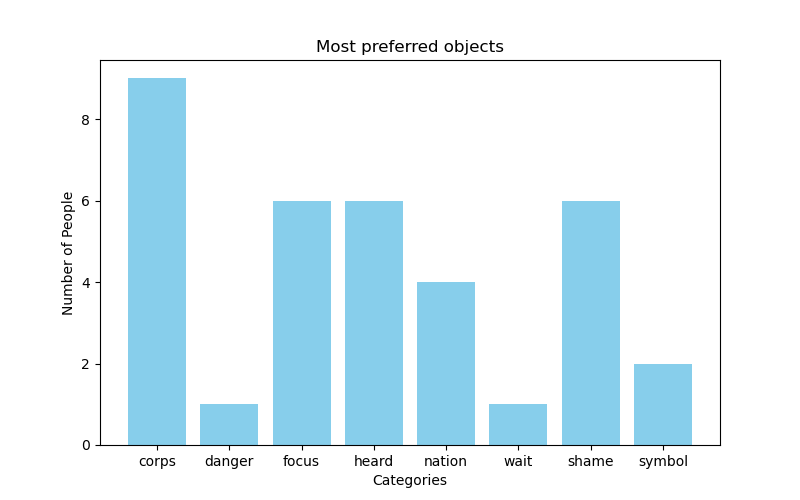 Most preferred objects
Number of People
8
6
4
2
0
corps danger focus heard nation wait shame symbol
Categories